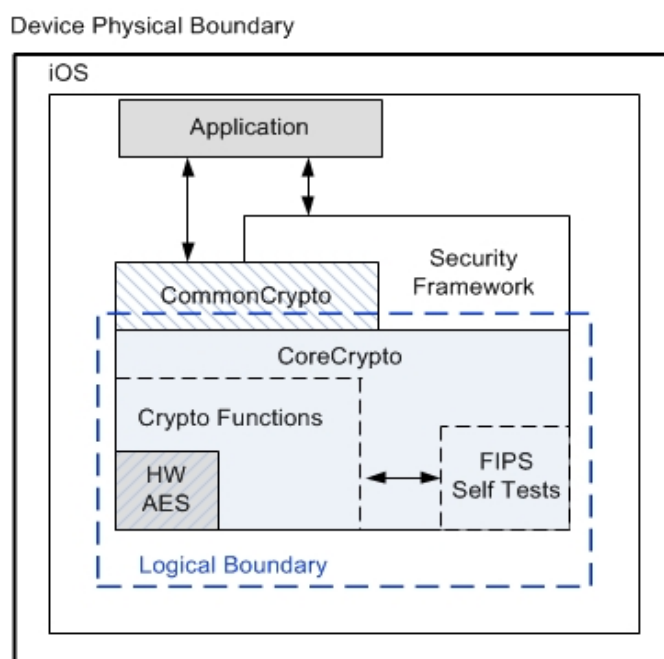 Device Physical Boundary
iOS
Application
Security
Framework
CommonCrypto
CoreCrypto
Crypto Functions
HW
AES
FIPS
Self Tests
Logical Boundary